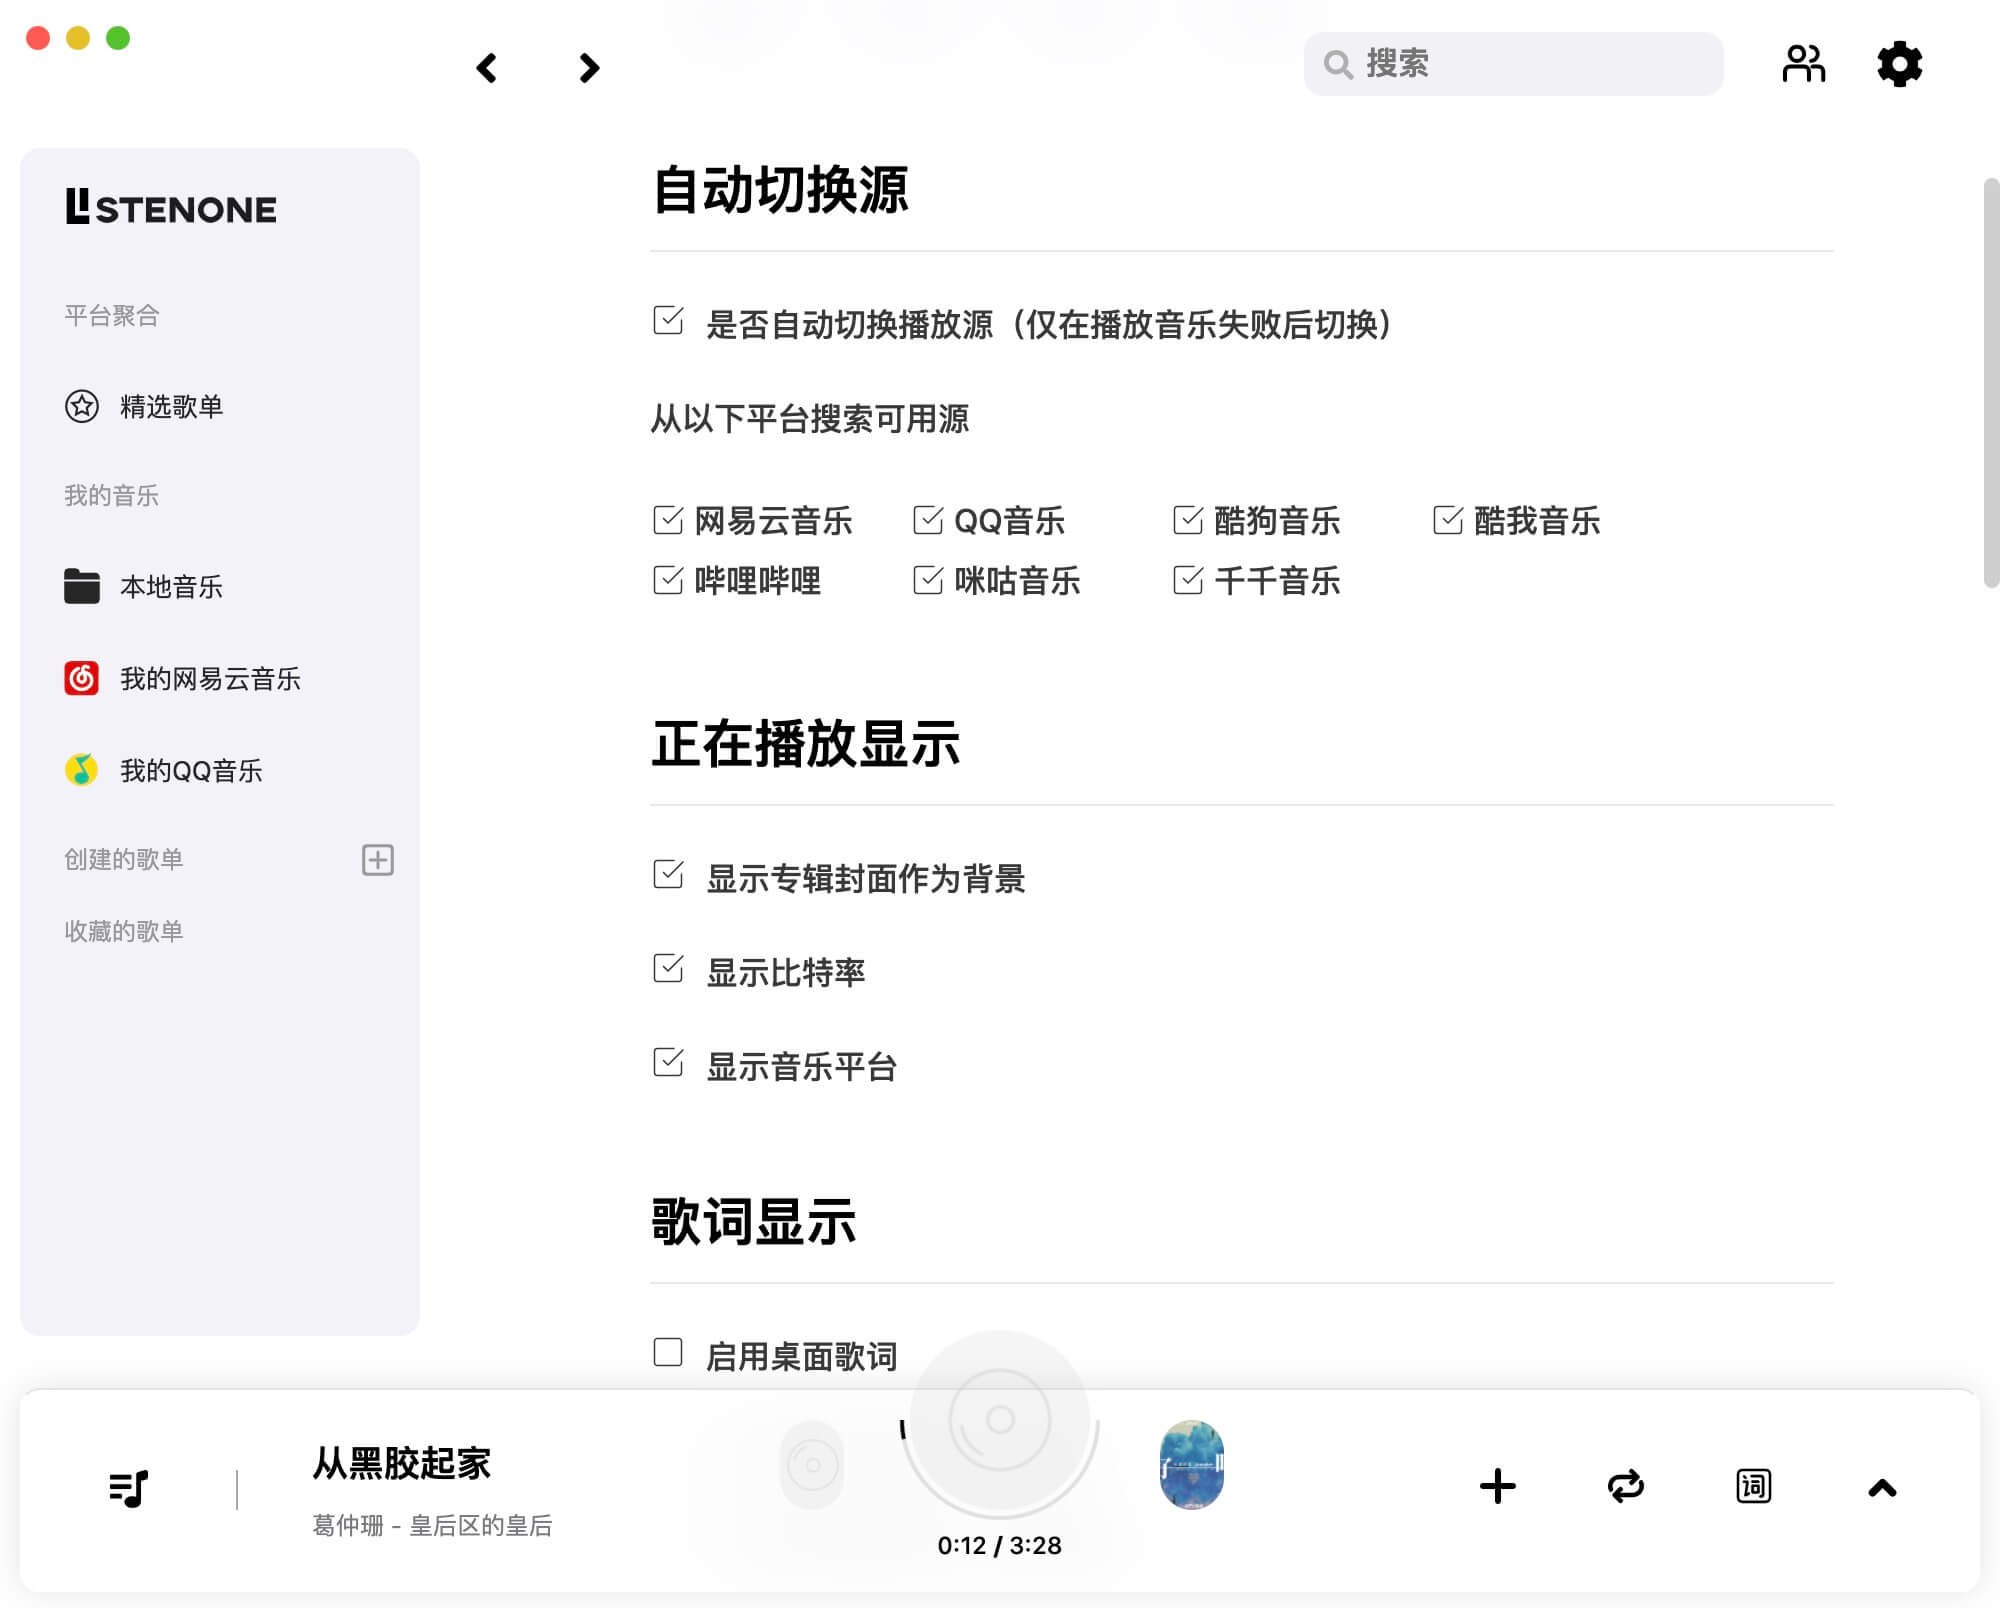 搜索
LISTENONE
平台聚合
精选歌单
我的音乐
本地音乐
我的网易云音乐
我的QQ音乐
创建的歌单
收藏的歌单
自动切换源
是否自动切换播放源（仅在播放音乐失败后切换）
从以下平台搜索可用源
网易云音乐 QQ音乐 酷狗音乐 酷我音乐
哔哩哔哩 咪咕音乐 千千音乐
正在播放显示
显示专辑封面作为背景
显示比特率
显示音乐平台
歌词显示
启用桌面歌词
从黑胶起家
葛仲珊 - 皇后区的皇后
0:12 / 3:28
词